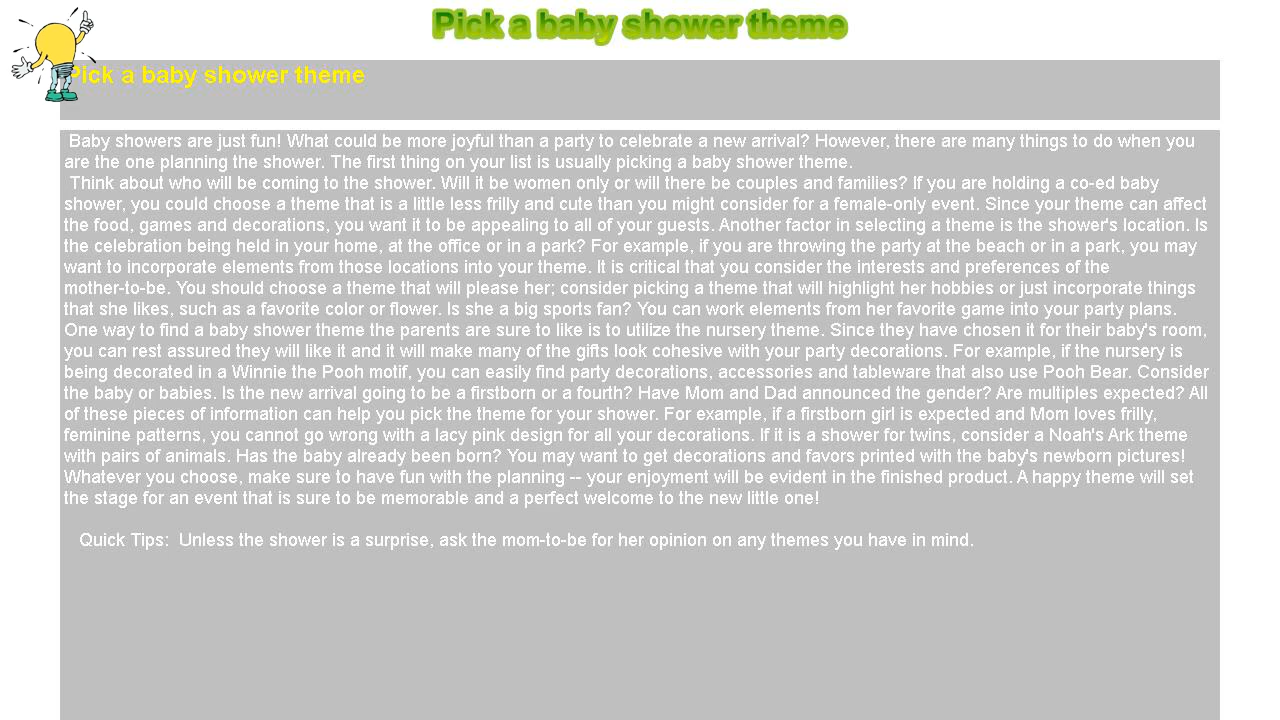 Pick a baby shower theme
Pick a baby shower theme
Baby showers are just fun! What could be more joyful than a party to celebrate a new arrival? However, there are many things to do when you
are the one planning the shower. The first thing on your list is usually picking a baby shower theme.
Think about who will be coming to the shower. Will it be women only or will there be couples and families? If you are holding a co-ed baby
shower, you could choose a theme that is a little less frilly and cute than you might consider for a female-only event. Since your theme can affect
the food, games and decorations, you want it to be appealing to all of your guests. Another factor in selecting a theme is the shower's location. Is
the celebration being held in your home, at the office or in a park? For example, if you are throwing the party at the beach or in a park, you may
want to incorporate elements from those locations into your theme. It is critical that you consider the interests and preferences of the
mother-to-be. You should choose a theme that will please her; consider picking a theme that will highlight her hobbies or just incorporate things
that she likes, such as a favorite color or flower. Is she a big sports fan? You can work elements from her favorite game into your party plans.
One way to find a baby shower theme the parents are sure to like is to utilize the nursery theme. Since they have chosen it for their baby's room,
you can rest assured they will like it and it will make many of the gifts look cohesive with your party decorations. For example, if the nursery is
being decorated in a Winnie the Pooh motif, you can easily find party decorations, accessories and tableware that also use Pooh Bear. Consider
the baby or babies. Is the new arrival going to be a firstborn or a fourth? Have Mom and Dad announced the gender? Are multiples expected? All
of these pieces of information can help you pick the theme for your shower. For example, if a firstborn girl is expected and Mom loves frilly,
feminine patterns, you cannot go wrong with a lacy pink design for all your decorations. If it is a shower for twins, consider a Noah's Ark theme
with pairs of animals. Has the baby already been born? You may want to get decorations and favors printed with the baby's newborn pictures!
Whatever you choose, make sure to have fun with the planning -- your enjoyment will be evident in the finished product. A happy theme will set
the stage for an event that is sure to be memorable and a perfect welcome to the new little one!
Quick Tips:  Unless the shower is a surprise, ask the mom-to-be for her opinion on any themes you have in mind.